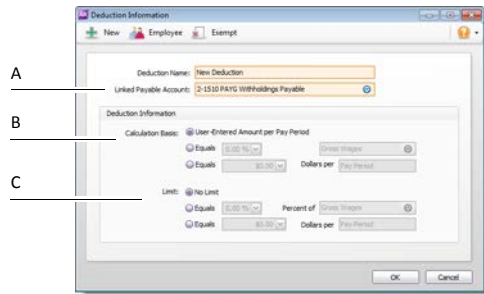 Deduction Information
New Employee Exempt
A
Deduction Name: New Deduction
Linked Payable Account: 2-1510 PAYG Withholdings Payable
Deduction Information
B
Calculation Basis: User-Entered Amount per Pay Period
Equals 0.00 % Gross Wages
Equals $0.00 Dollars per Pay Period
C
Limit: No Limit
Equals 0.00 % Percent of Gross Wages
Equals $0.00 Dollars per Pay Period
OK Cancel